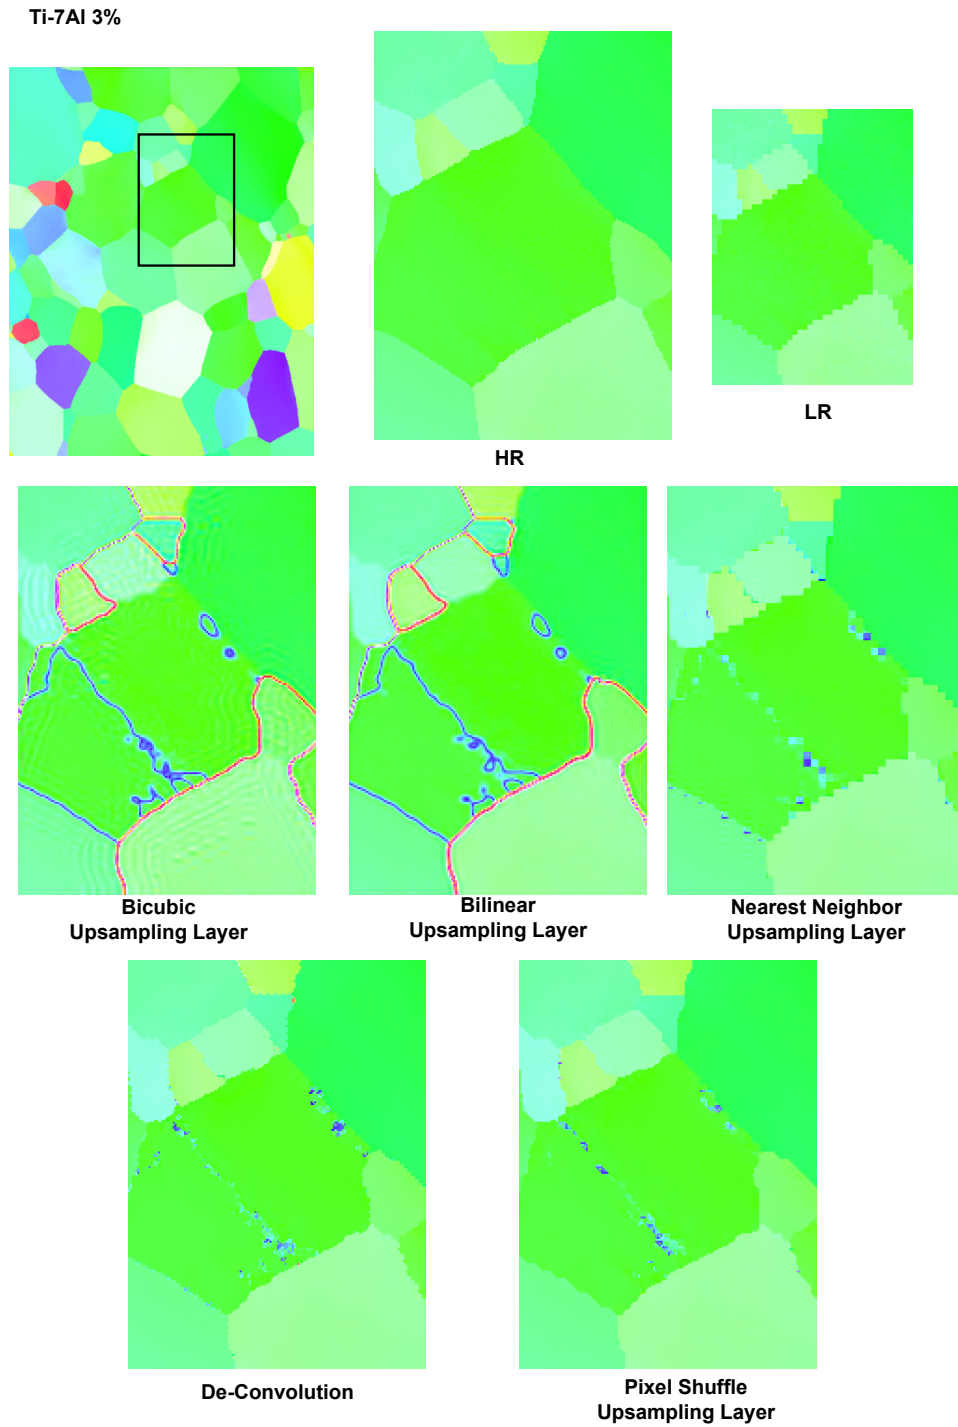 Ti-7Al 3%
HR
LR
Bicubic
Upsampling Layer
Bilinear
Upsampling Layer
Nearest Neighbor
Upsampling Layer
De-Convolution
Pixel Shuffle
Upsampling Layer